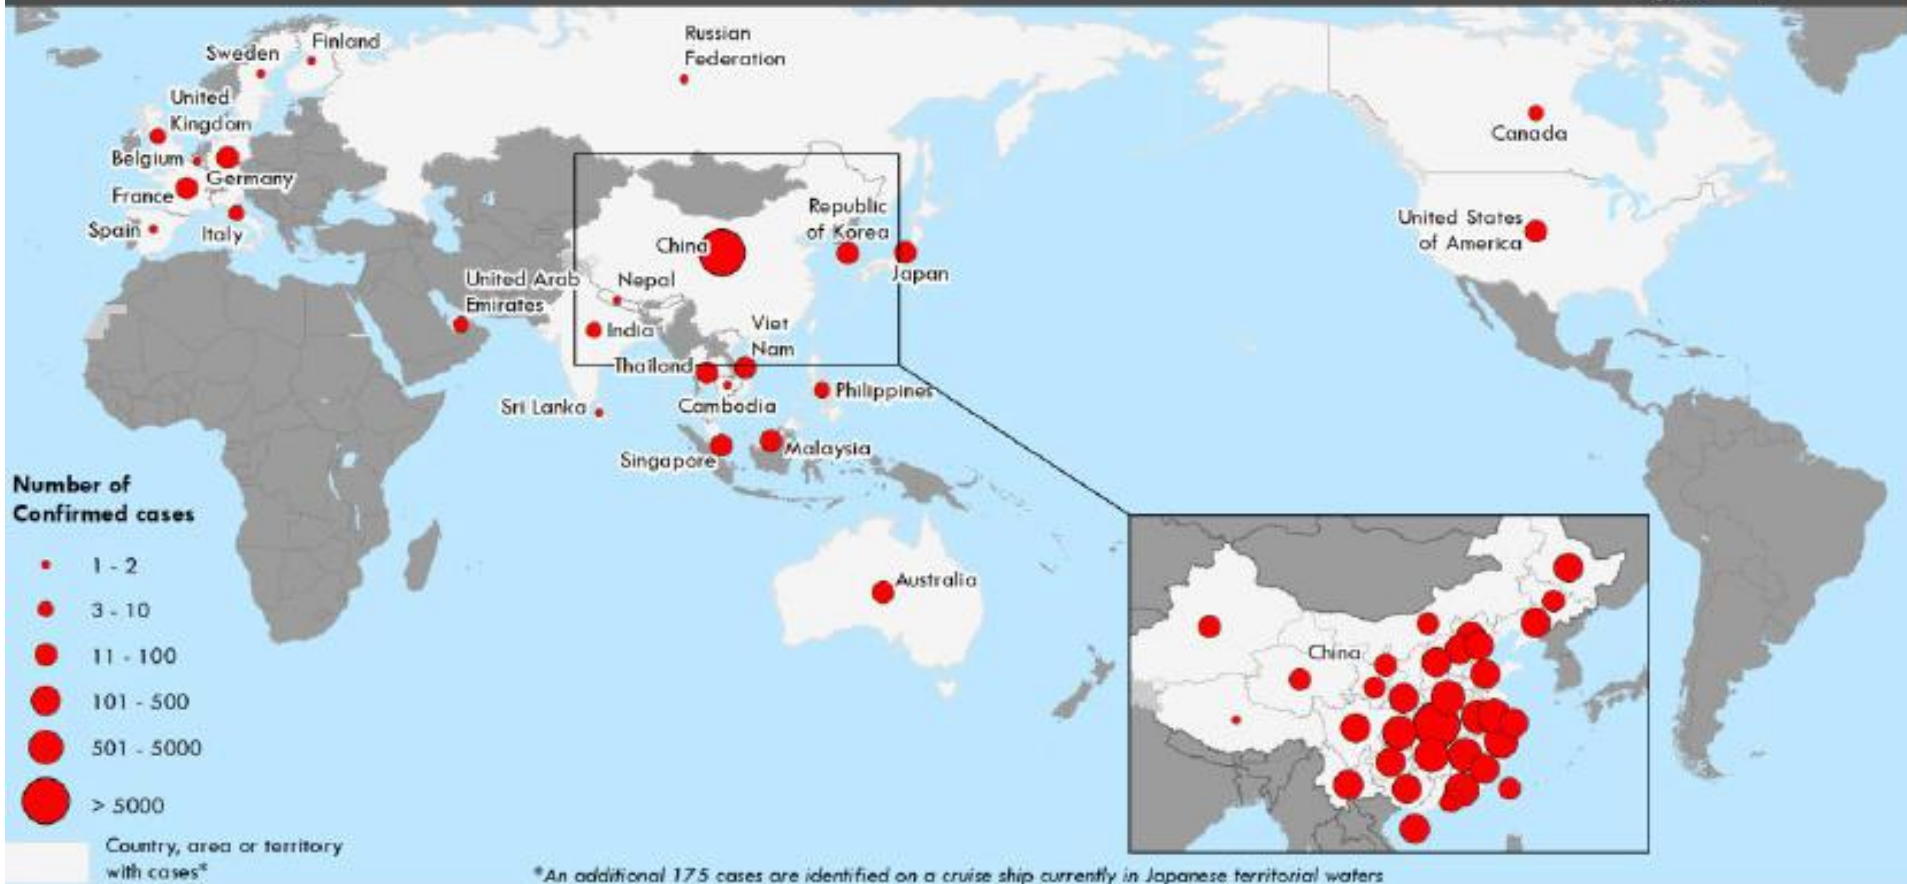 Sweden
Finland
Russian
Federation
United
Kingdom
Belgium
Germany
France
Spain
Italy
Canada
United States
of America
Republic
of Korea
China
Japan
United Arab
Emirates
Nepal
India
Viet
Nam
Thailand
Philippines
Sri Lanka
Cambodia
Singapore
Malaysia
Australia
China
Number of
Confirmed cases
1 - 2
3 - 10
11 - 100
101 - 500
501 - 5000
> 5000
Country, area or territory
with cases*
*An additional 175 cases are identified on a cruise ship currently in Japanese territorial waters